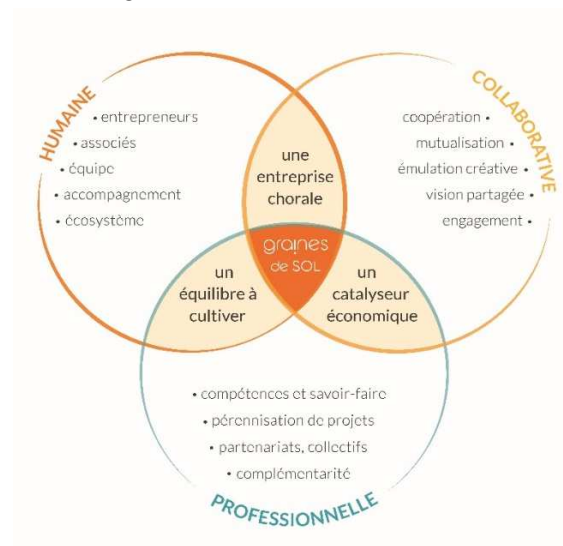 HUMAINE
• entrepreneurs
• associés
• équipe
• accompagnement
• écosystème
COLLABORATIVE
coopération •
mutualisation •
émulation créative •
vision partagée •
engagement •
une
entreprise
chorale
graines
de SOL
un
équilibre à
cultiver
un
catalyseur
économique
• compétences et savoir-faire
• pérennisation de projets
• partenariats, collectifs
• complémentarité
PROFESSIONNELLE